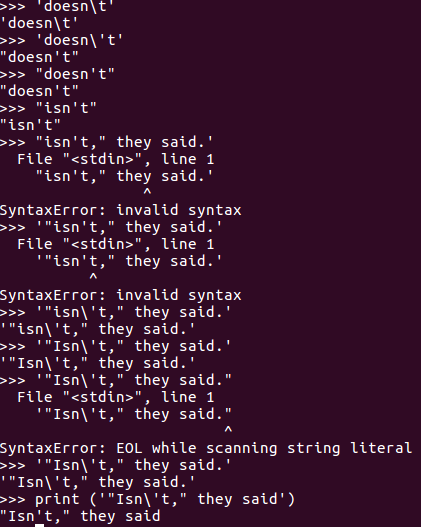 >>> 'doesn\t'
'doesn\t'
>>> 'doesn\'t'
"doesn't"
>>> "doesn't"
"doesn't"
>>> "isn't"
"isn't"
>>> "isn't," they said.'
  File "<stdin>", line 1
    "isn't," they said.'
                ^
SyntaxError: invalid syntax
>>> '"isn't," they said.'
  File "<stdin>", line 1
    '"isn't," they said.'
          ^
SyntaxError: invalid syntax
>>> '"isn\'t," they said.'
'"isn\'t," they said.'
>>> '"Isn\'t," they said.'
'"Isn\'t," they said.'
>>> '"Isn\'t," they said."
  File "<stdin>", line 1
    '"Isn\'t," they said."
                         ^
SyntaxError: EOL while scanning string literal
>>> '"Isn\'t," they said.'
'"Isn\'t," they said.'
>>> print ('"Isn\'t," they said')
"Isn't," they said